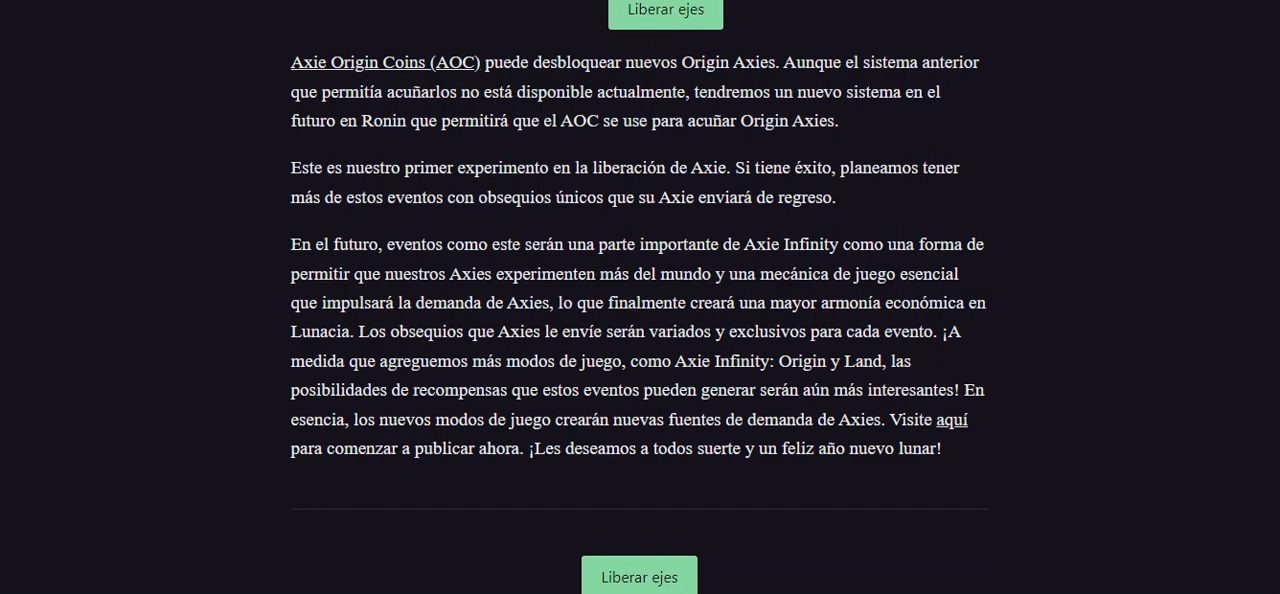 Liberar ejes
Axie Origin Coins (AOC) puede desbloquear nuevos Origin Axies. Aunque el sistema anterior
que permitía acuñarlos no está disponible actualmente, tendremos un nuevo sistema en el
futuro en Ronin que permitirá que el AOC se use para acuñar Origin Axies.
Este es nuestro primer experimento en la liberación de Axie. Si tiene éxito, planeamos tener
más de estos eventos con obsequios únicos que su Axie enviará de regreso.
En el futuro, eventos como este serán una parte importante de Axie Infinity como una forma de
permitir que nuestros Axies experimenten más del mundo y una mecánica de juego esencial
que impulsará la demanda de Axies, lo que finalmente creará una mayor armonía económica en
Lunacia. Los obsequios que Axies le envíe serán variados y exclusivos para cada evento. ¡A
medida que agreguemos más modos de juego, como Axie Infinity: Origin y Land, las
posibilidades de recompensas que estos eventos pueden generar serán aún más interesantes! En
esencia, los nuevos modos de juego crearán nuevas fuentes de demanda de Axies. Visite aquí
para comenzar a publicar ahora. ¡Les deseamos a todos suerte y un feliz año nuevo lunar!
Liberar ejes